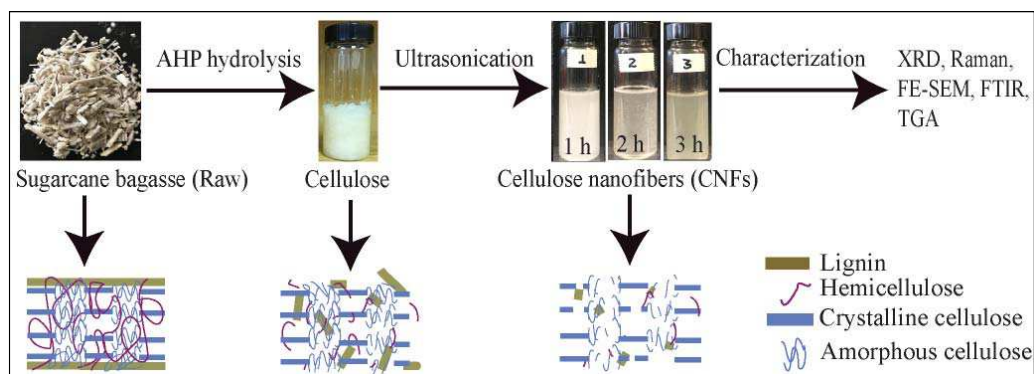 AHP hydrolysis
Ultrasonication
1
2
3
1 h
2 h
3 h
Characterization
XRD, Raman,
FE-SEM, FTIR,
TGA
Sugarcane bagasse (Raw)
Cellulose
Cellulose nanofibers (CNFs)
Lignin
Hemicellulose
Crystalline cellulose
Amorphous cellulose